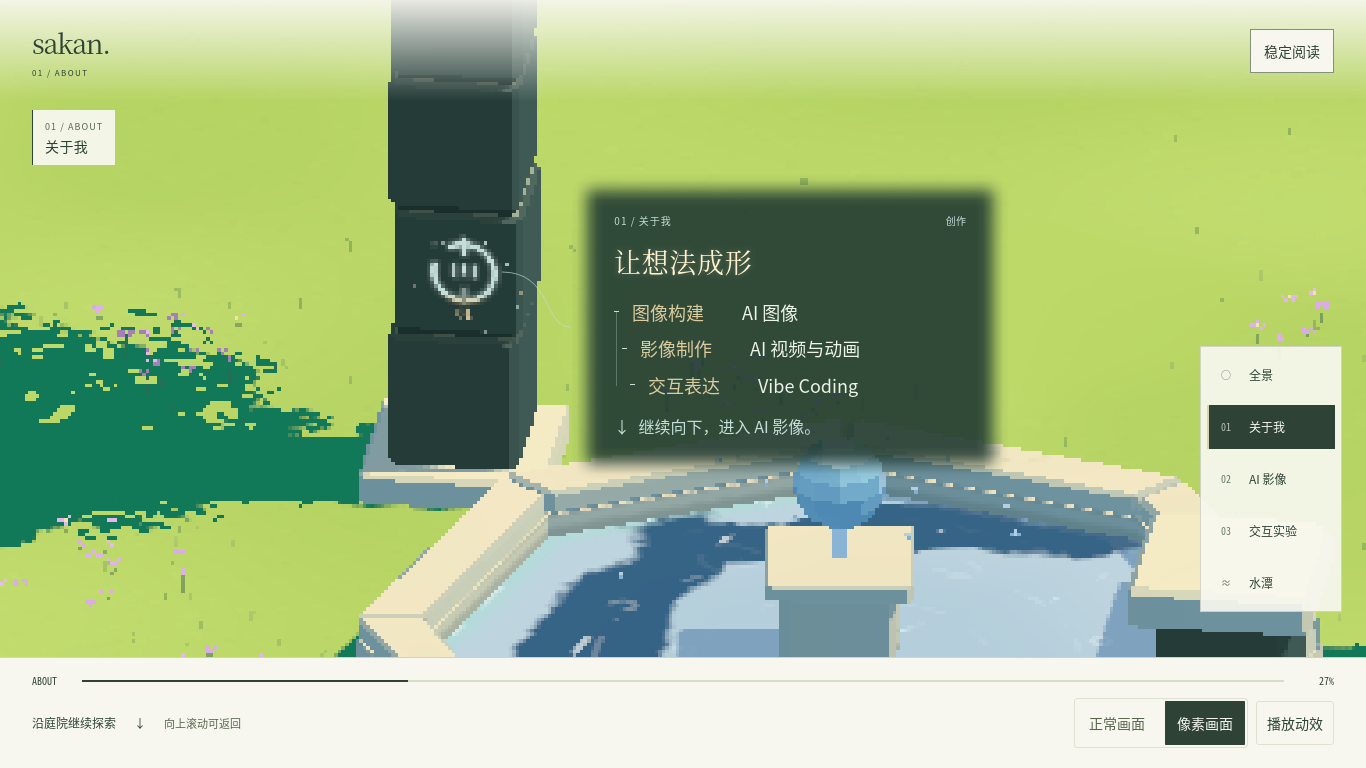 sakan.
01 / ABOUT
稳定阅读
01 / ABOUT
关于我
01 / 关于我 创作
让想法成形
图像构建 AI 图像
影像制作 AI 视频与动画
交互表达 Vibe Coding
↓ 继续向下，进入 AI 影像。
全景
01 关于我
02 AI 影像
03 交互实验
≈ 水潭
ABOUT 27%
沿庭院继续探索 ↓ 向上滚动可返回
正常画面 像素画面 播放动效